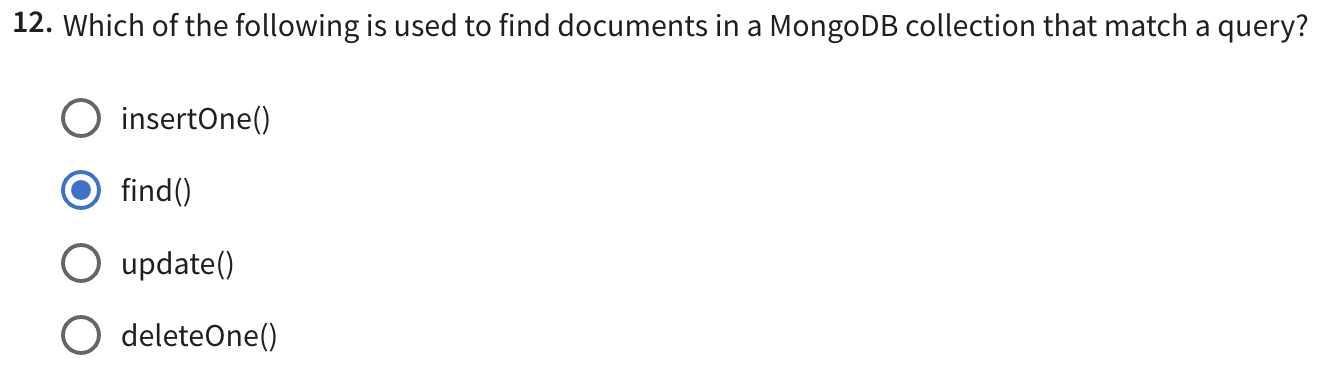 12. Which of the following is used to find documents in a MongoDB collection that match a query?
insertOne()
find()
update()
deleteOne()